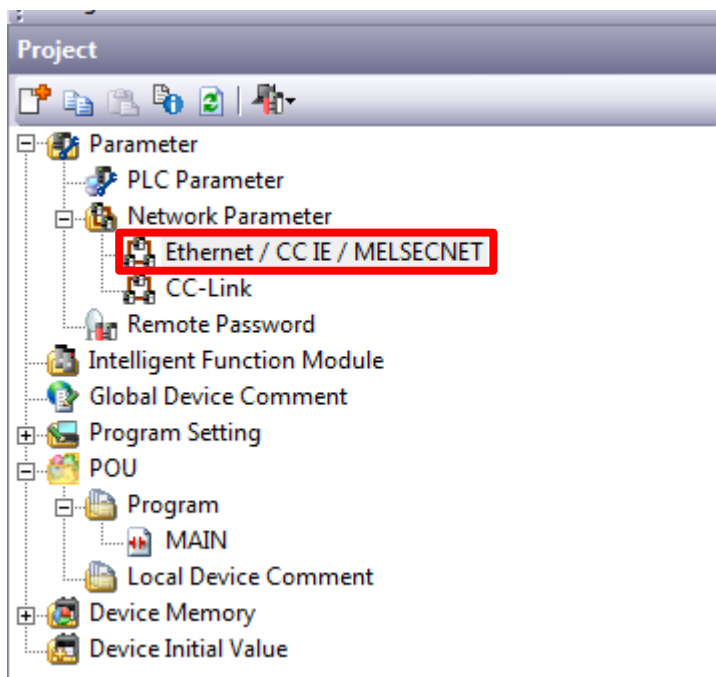 Project
Parameter
PLC Parameter
Network Parameter
Ethernet / CC IE / MELSECNET
CC-Link
Remote Password
Intelligent Function Module
Global Device Comment
Program Setting
POU
Program
MAIN
Local Device Comment
Device Memory
Device Initial Value